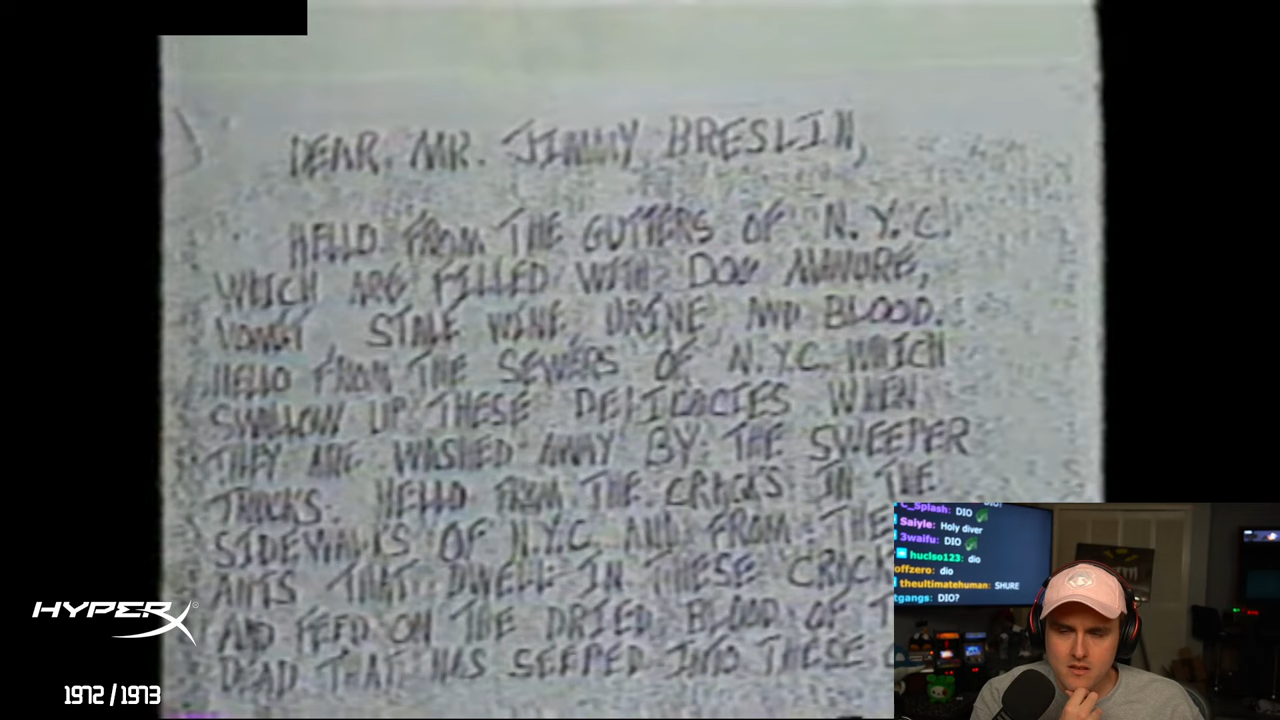 DEAR MR. JIMMY BRESLIN,
HELLO FROM THE GUTTERS OF N.Y.C.
WHICH ARE FILLED WITH DOG MANURE,
VOMIT STALE WINE, URINE, AND BLOOD.
HELLO FROM THE SEWERS OF N.Y.C. WHICH
SWALLOW UP THESE DELICACIES WHEN
THEY ARE WASHED AWAY BY THE SWEEPER
TRUCKS. HELLO FROM THE CRACKS IN THE
SIDEWALKS OF N.Y.C. AND FROM THE
ANTS THAT DWELL IN THESE CRACK
AND FEED ON THE DRIED BLOOD OF T
DEAD THAT HAS SEEPED INTO THESE
C_Splash: DIO
Saiyle: Holy diver
3waifu: DIO
huclso123: dio
offzero: dio
theultimatehuman: SHURE
tgangs: DIO?
HYPERX
1972 / 1973